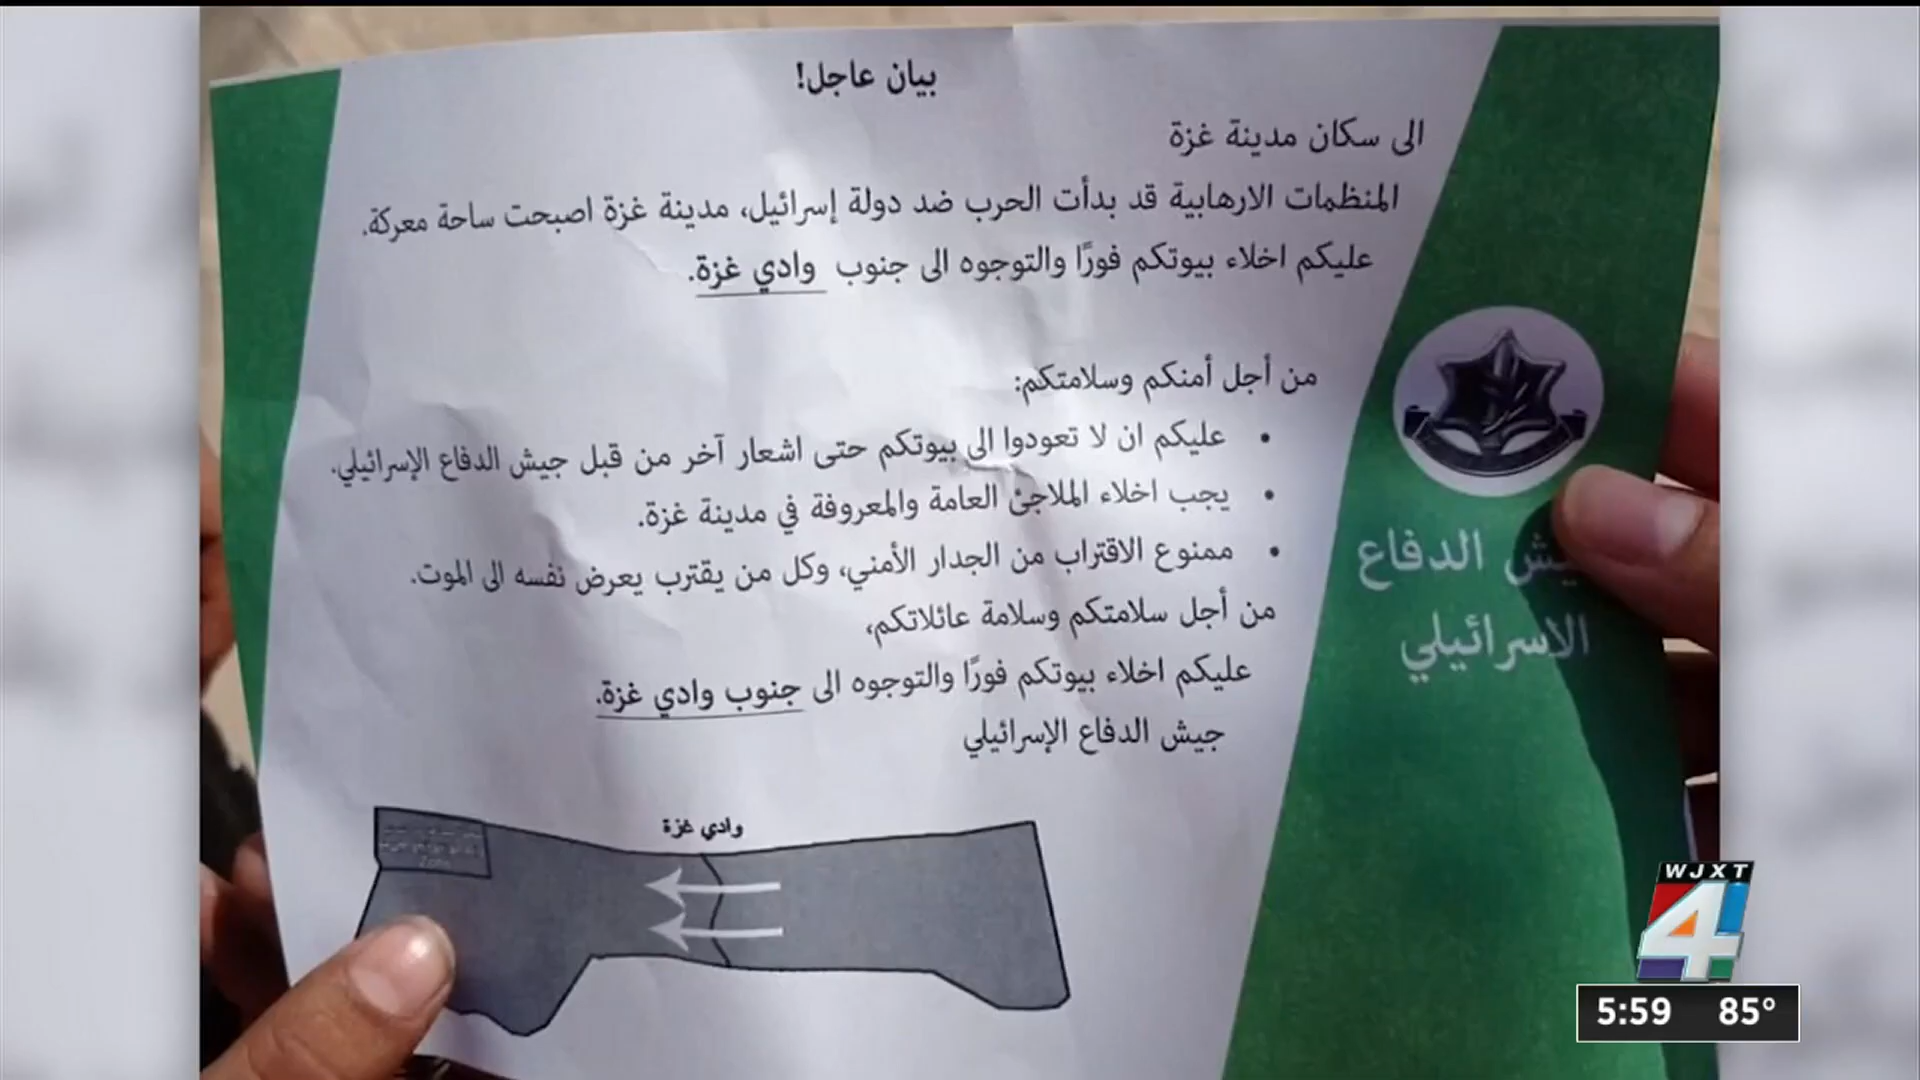 بيان عاجل!
الى سكان مدينة غزة
المنظمات الارهابية قد بدأت الحرب ضد دولة إسرائيل، مدينة غزة اصبحت ساحة معركة.
عليكم اخلاء بيوتكم فورًا والتوجوه الى جنوب وادي غزة.
من أجل أمنكم وسلامتكم:
• عليكم ان لا تعودوا الى بيوتكم حتى اشعار آخر من قبل جيش الدفاع الإسرائيلي.
• يجب اخلاء الملاجئ العامة والمعروفة في مدينة غزة.
• ممنوع الاقتراب من الجدار الأمني، وكل من يقترب يعرض نفسه الى الموت.
من أجل سلامتكم وسلامة عائلاتكم،
عليكم اخلاء بيوتكم فورًا والتوجوه الى جنوب وادي غزة.
جيش الدفاع الإسرائيلي
الدفاع
الاسرائيلي
وادي غزة
Zone
WJXT
4
5:59 85°